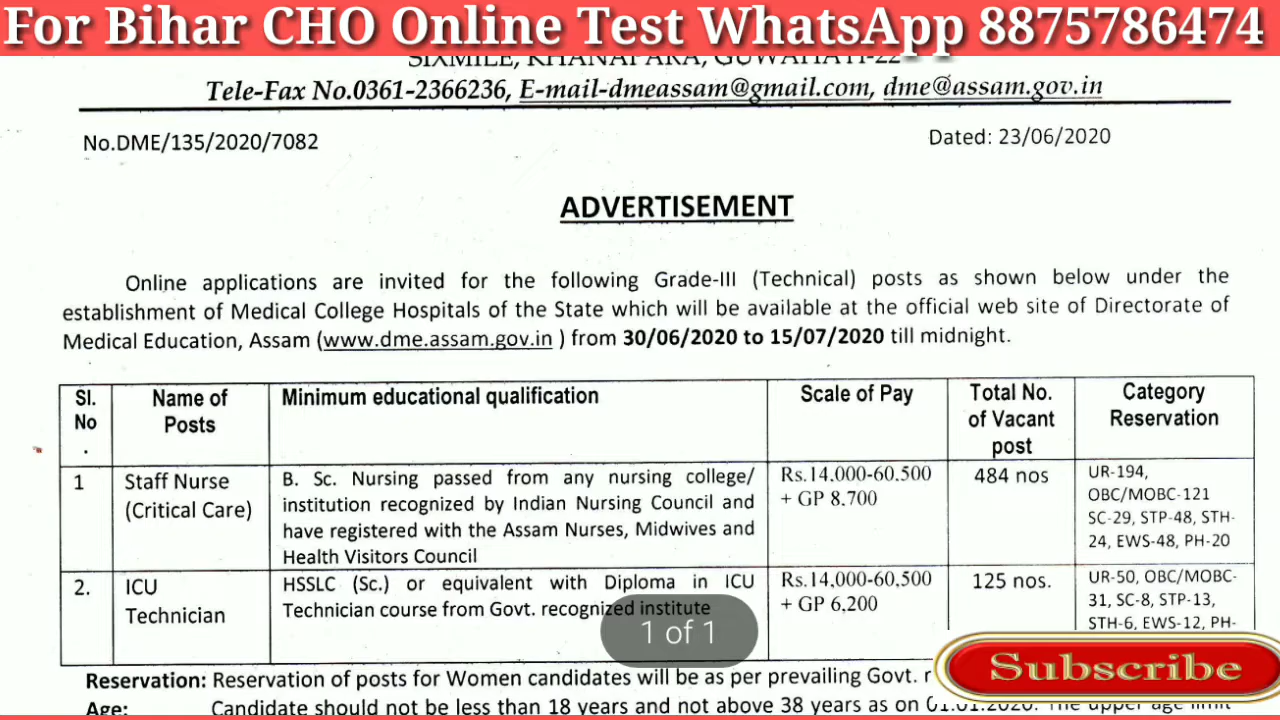 For Bihar CHO Online Test WhatsApp 8875786474
SIXMILE, KHANAPARA, GUWAHATI-22
Tele-Fax No.0361-2366236, E-mail-dmeassam@gmail.com, dme@assam.gov.in
No.DME/135/2020/7082
Dated: 23/06/2020
ADVERTISEMENT
Online applications are invited for the following Grade-III (Technical) posts as shown below under the
establishment of Medical College Hospitals of the State which will be available at the official web site of Directorate of
Medical Education, Assam (www.dme.assam.gov.in ) from 30/06/2020 to 15/07/2020 till midnight.
Sl.
No
.
Name of
Posts
Minimum educational qualification
Scale of Pay
Total No.
of Vacant
post
Category
Reservation
1
Staff Nurse
(Critical Care)
B. Sc. Nursing passed from any nursing college/
institution recognized by Indian Nursing Council and
have registered with the Assam Nurses, Midwives and
Health Visitors Council
Rs.14,000-60,500
+ GP 8,700
484 nos
UR-194,
OBC/MOBC-121
SC-29, STP-48, STH-
24, EWS-48, PH-20
2.
ICU
Technician
HSSLC (Sc.) or equivalent with Diploma in ICU
Technician course from Govt. recognized institute
Rs.14,000-60,500
+ GP 6,200
125 nos.
UR-50, OBC/MOBC-
31, SC-8, STP-13,
STH-6, EWS-12, PH-
1 of 1
Subscribe
Reservation: Reservation of posts for Women candidates will be as per prevailing Govt. r
Age: Candidate should not be less than 18 years and not above 38 years as on 01.01.2020. The upper age limit